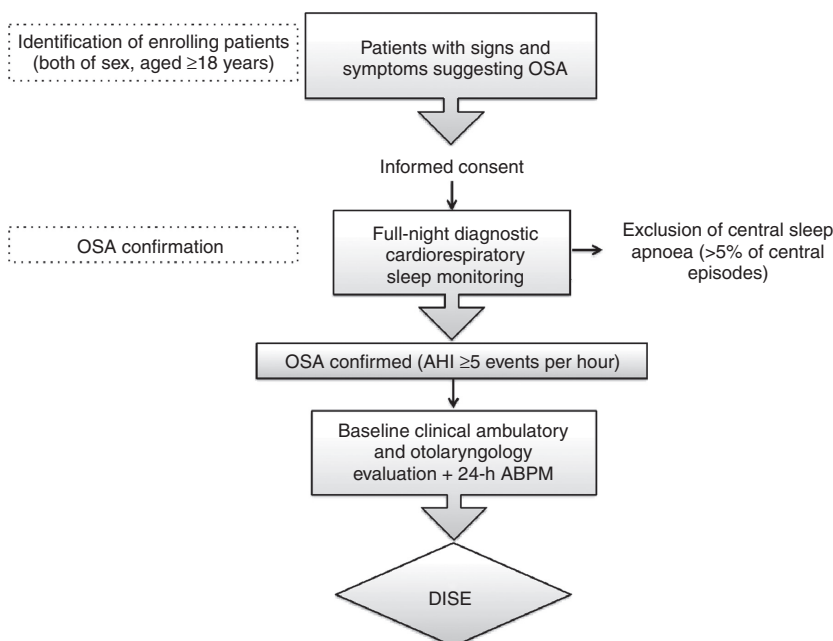 Identification of enrolling patients
(both of sex, aged ≥18 years)
Patients with signs and
symptoms suggesting OSA
Informed consent
OSA confirmation
Full-night diagnostic
cardiorespiratory
sleep monitoring
Exclusion of central sleep
apnoea (>5% of central
episodes)
OSA confirmed (AHI ≥5 events per hour)
Baseline clinical ambulatory
and otolaryngology
evaluation + 24-h ABPM
DISE